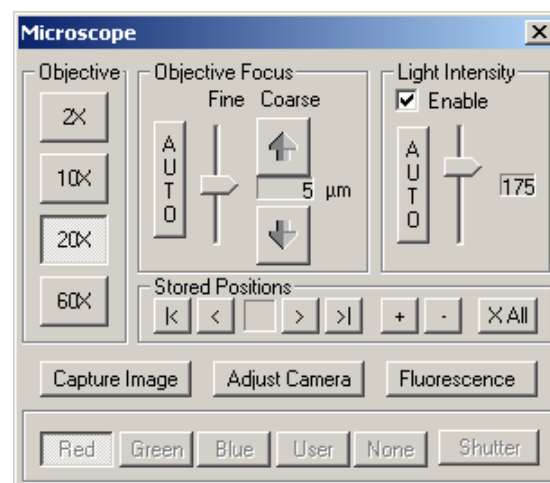 Microscope
Objective
2X
10X
20X
60X
Objective Focus
Fine Coarse
AUTO
5 µm
Light Intensity
Enable
AUTO
175
Stored Positions
|< < > >| + - X All
Capture Image Adjust Camera Fluorescence
Red Green Blue User None Shutter